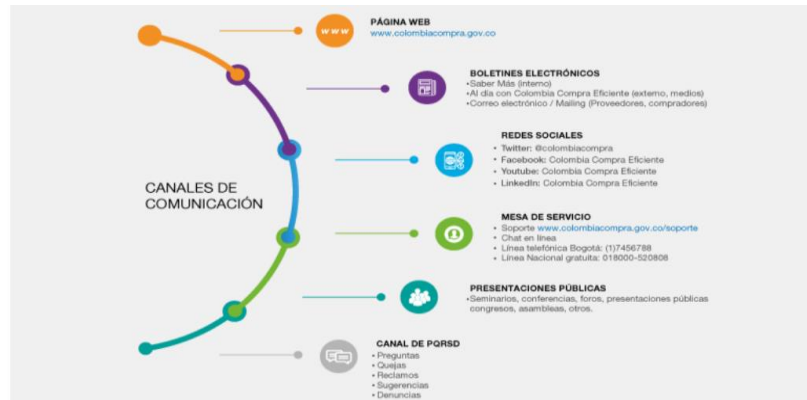 CANALES DE
COMUNICACIÓN
www
PÁGINA WEB
www.colombiacompra.gov.co
BOLETINES ELECTRÓNICOS
•Saber Más (interno)
•Al día con Colombia Compra Eficiente (externo, medios)
•Correo electrónico / Mailing (Proveedores, compradores)
REDES SOCIALES
• Twitter: @colombiacompra
• Facebook: Colombia Compra Eficiente
• Youtube: Colombia Compra Eficiente
• LinkedIn: Colombia Compra Eficiente
MESA DE SERVICIO
• Soporte www.colombiacompra.gov.co/soporte
• Chat en línea
• Línea telefónica Bogotá: (1)7456788
• Línea Nacional gratuita: 018000-520808
PRESENTACIONES PÚBLICAS
•Seminarios, conferencias, foros, presentaciones públicas
congresos, asambleas, otros.
CANAL DE PQRSD
• Preguntas
• Quejas
• Reclamos
• Sugerencias
• Denuncias